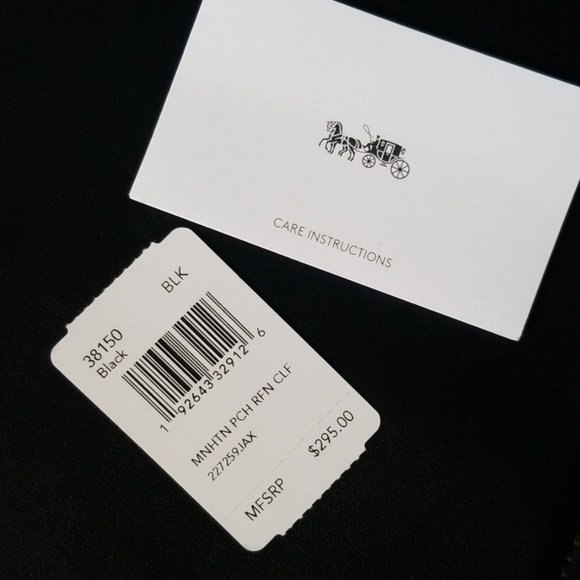 CARE INSTRUCTIONS
BLK
38150
Black
1 92643 32912 6
MNHTN PCH RFN CLF
227259JAX
MFSRP $295.00